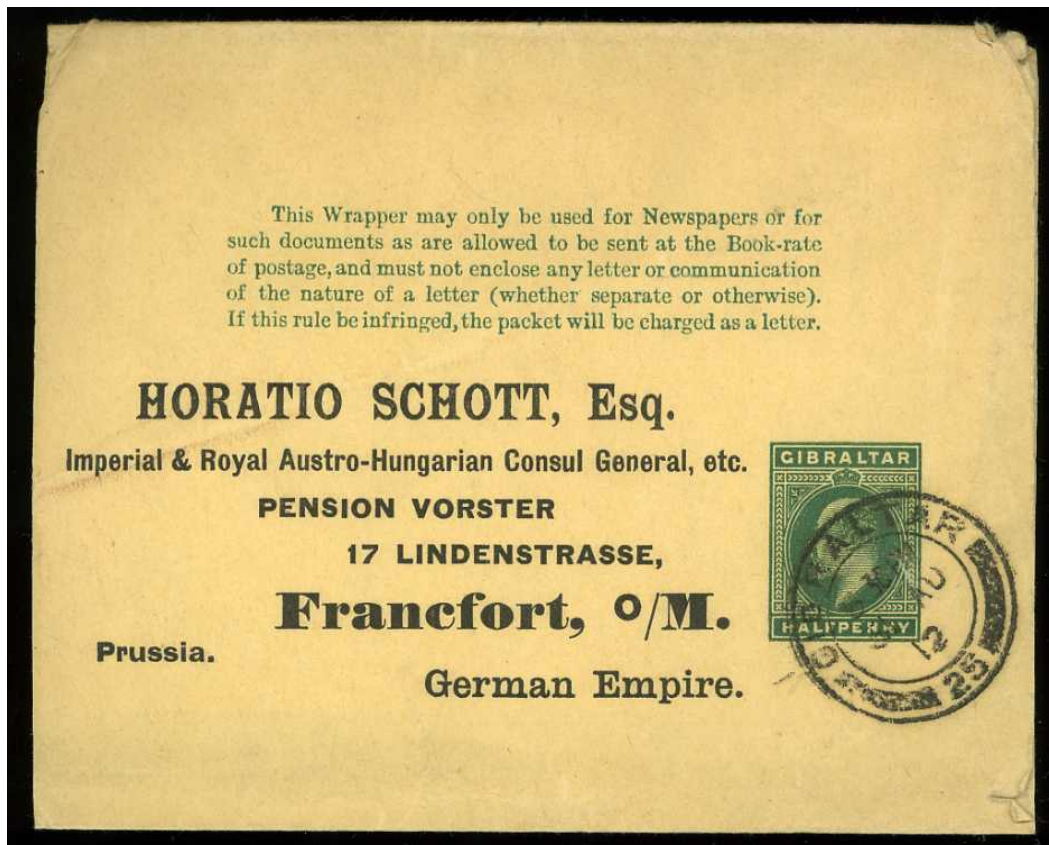 This Wrapper may only be used for Newspapers or for
such documents as are allowed to be sent at the Book-rate
of postage, and must not enclose any letter or communication
of the nature of a letter (whether separate or otherwise).
If this rule be infringed, the packet will be charged as a letter.
HORATIO SCHOTT, Esq.
Imperial & Royal Austro-Hungarian Consul General, etc.
PENSION VORSTER
17 LINDENSTRASSE,
Francfort, o/M.
Prussia.
German Empire.
GIBRALTAR
HALFPENNY
GIBRALTAR
12
25